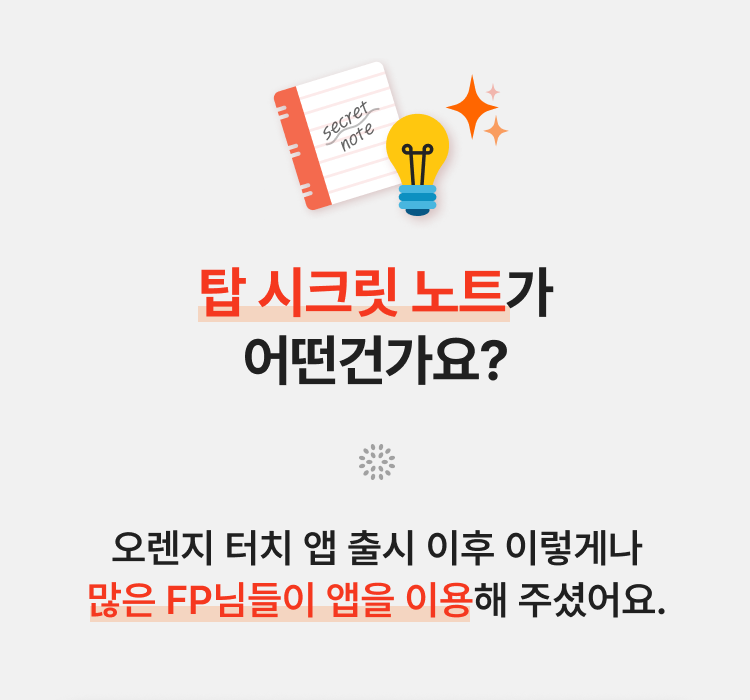 secret
note
탑 시크릿 노트가
어떤건가요?
오렌지 터치 앱 출시 이후 이렇게나
많은 FP님들이 앱을 이용해 주셨어요.